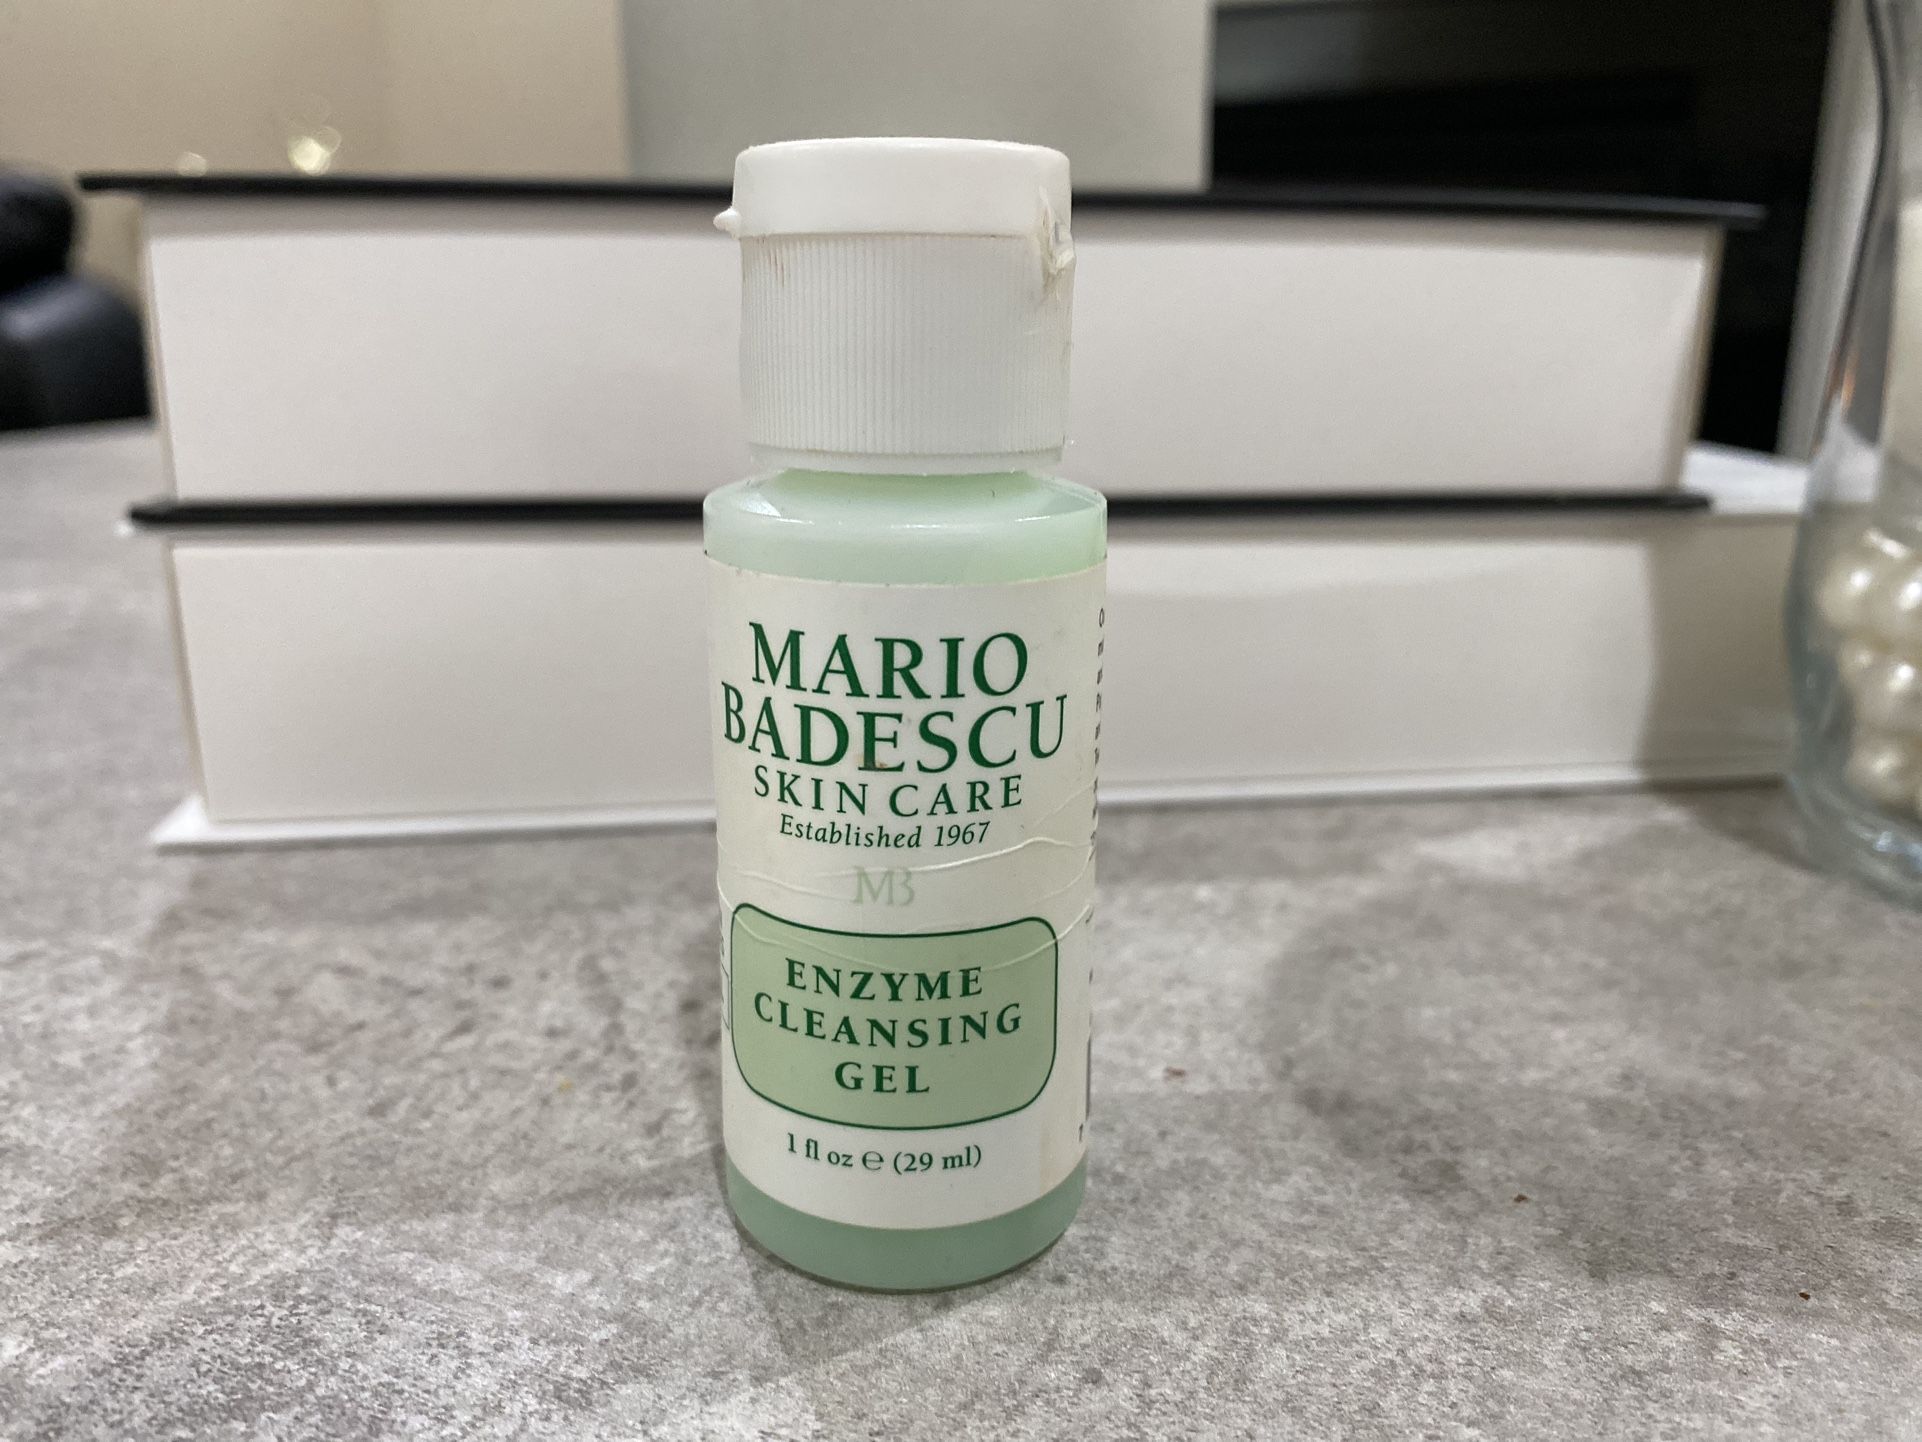 MARIO
BADESCU
SKIN CARE
Established 1967
MB
ENZYME
CLEANSING
GEL
1 fl oz ℮ (29 ml)